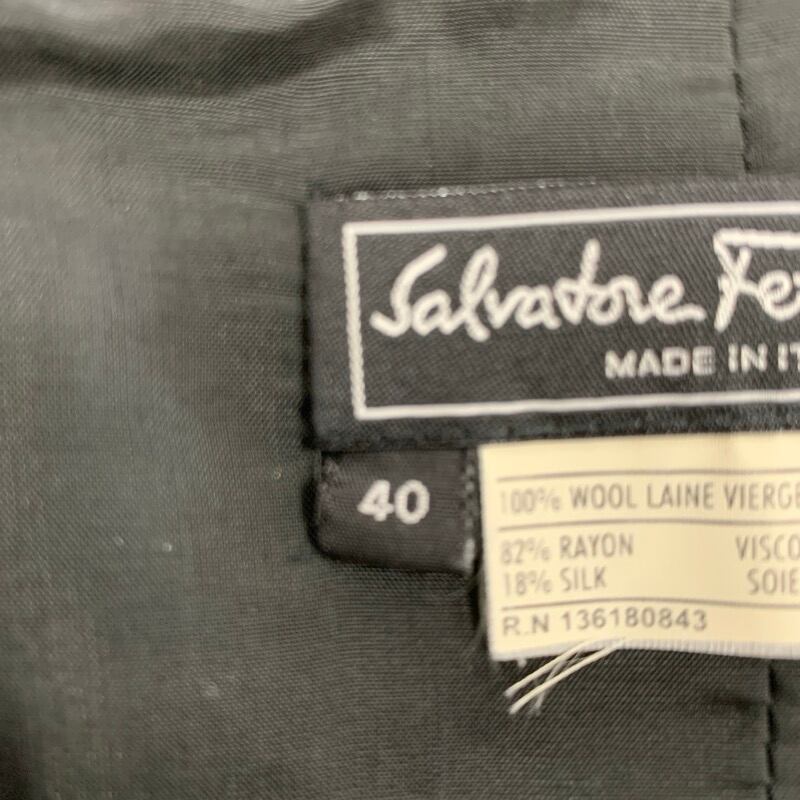 Salvatore Fe
MADE IN IT
40
100% WOOL LAINE VIERGE
82% RAYON VISCO
18% SILK SOIE
R.N 136180843